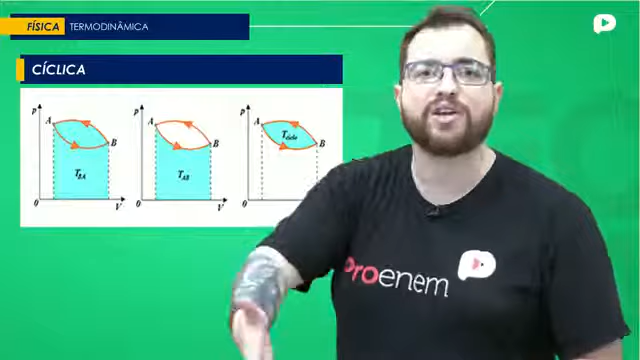 FÍSICA TERMODINÂMICA
CÍCLICA
p p p
A A A
B B B
T_BA T_AB T_ciclo
0 V 0 V 0
Proenem